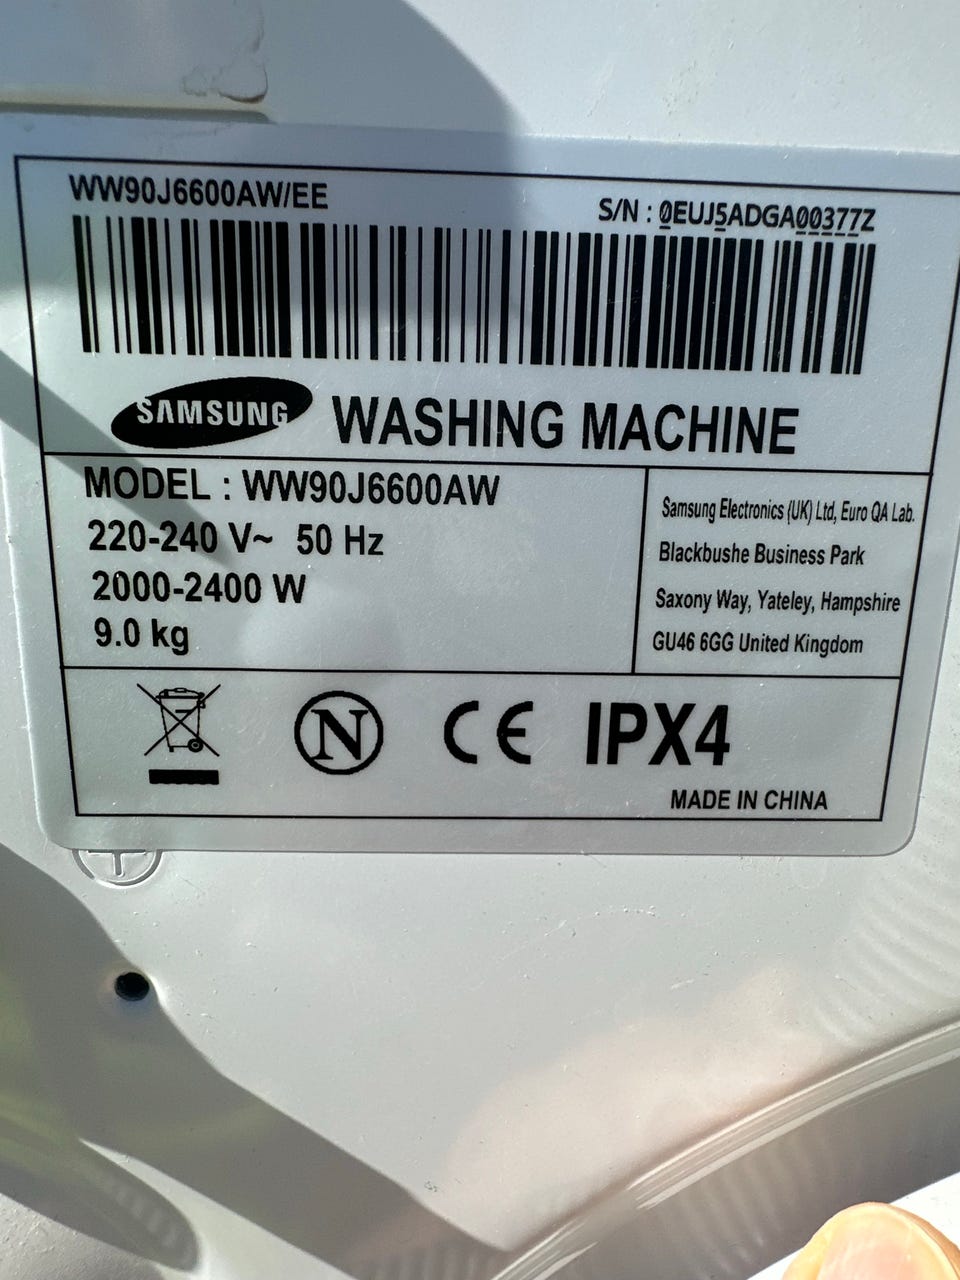 WW90J6600AW/EE
S/N : 0EUJ5ADGA00377Z
SAMSUNG WASHING MACHINE
MODEL : WW90J6600AW
220-240 V~ 50 Hz
2000-2400 W
9.0 kg
Samsung Electronics (UK) Ltd, Euro QA Lab.
Blackbushe Business Park
Saxony Way, Yateley, Hampshire
GU46 6GG United Kingdom
N CE IPX4
MADE IN CHINA